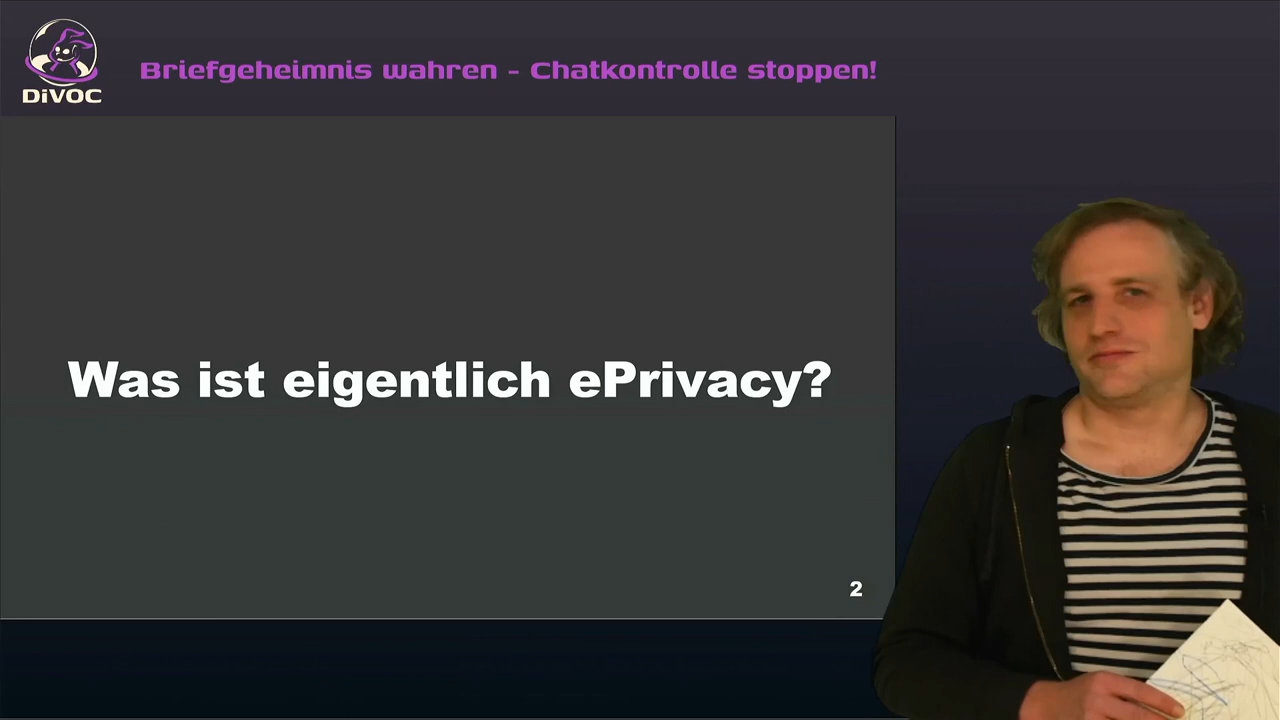 Briefgeheimnis wahren - Chatkontrolle stoppen!
DiVOC
Was ist eigentlich ePrivacy?
2